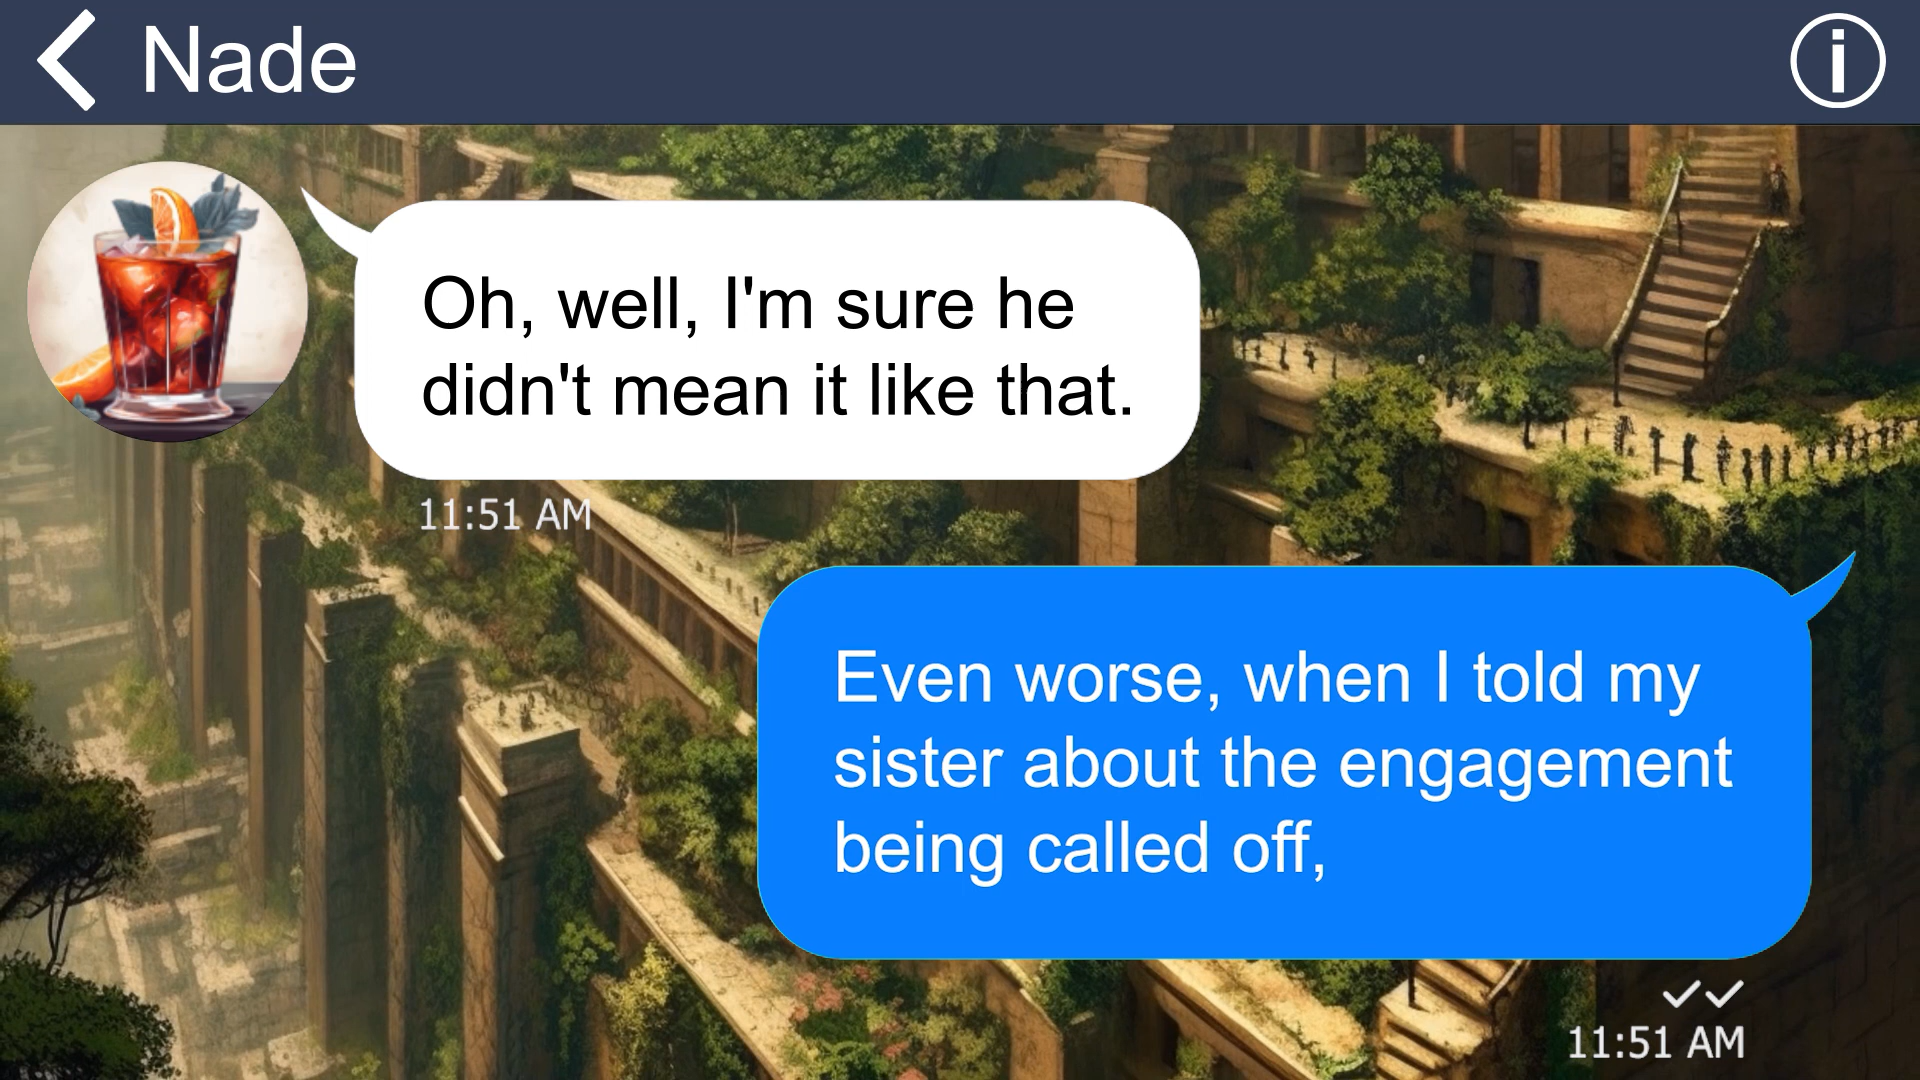 Nade
Oh, well, I'm sure he
didn't mean it like that.
11:51 AM
Even worse, when I told my
sister about the engagement
being called off,
11:51 AM